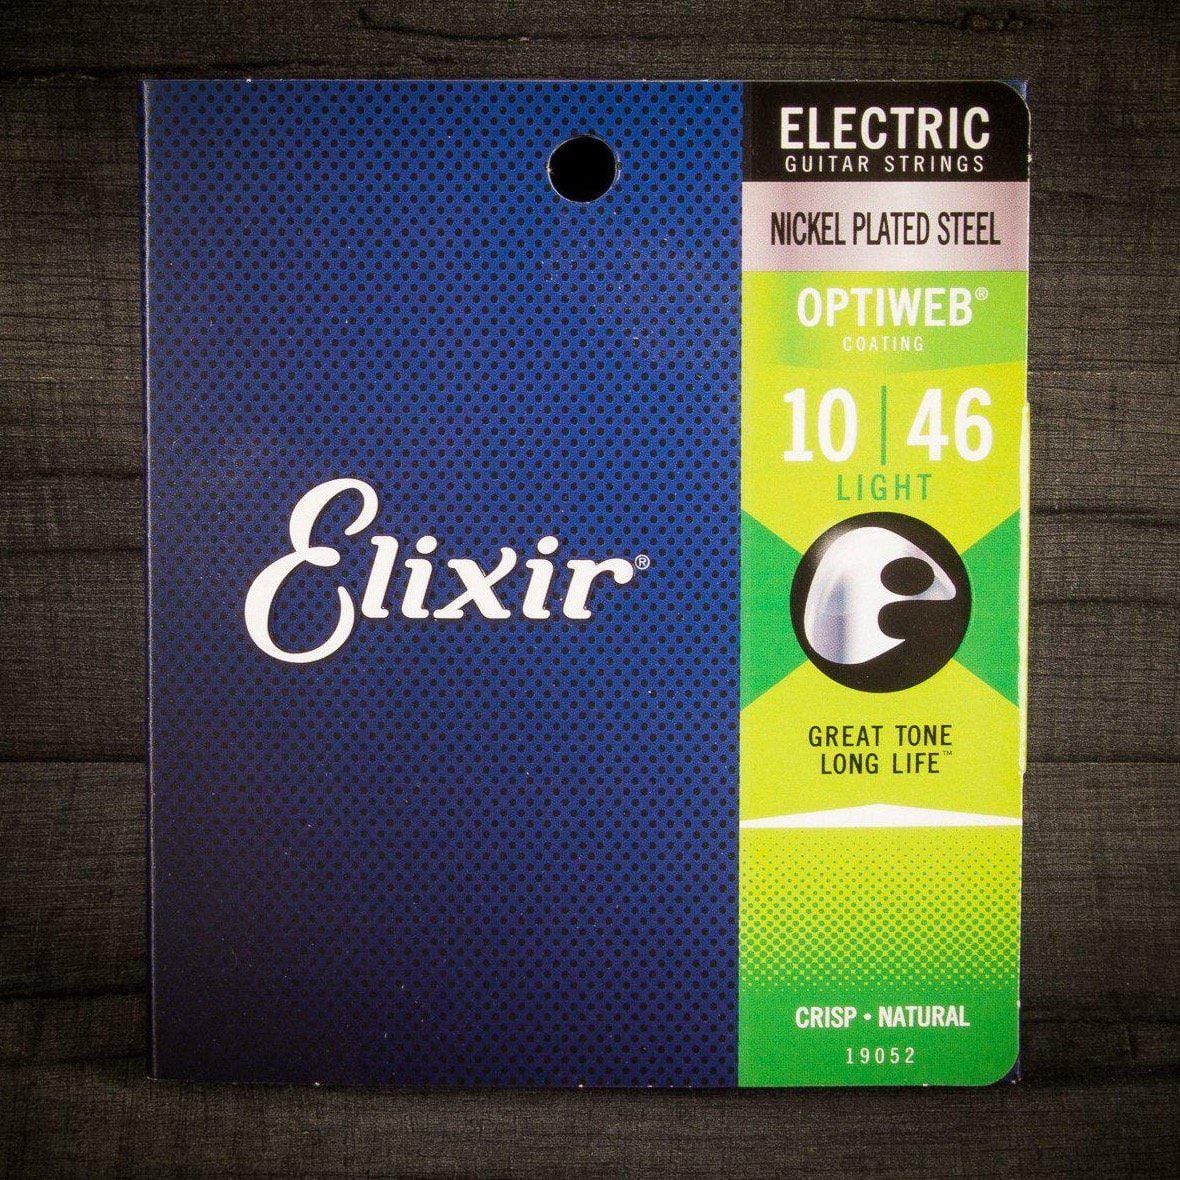 ELECTRIC
GUITAR STRINGS
NICKEL PLATED STEEL
OPTIWEB®
COATING
10 | 46
LIGHT
Elixir®
GREAT TONE
LONG LIFE™
CRISP • NATURAL
19052